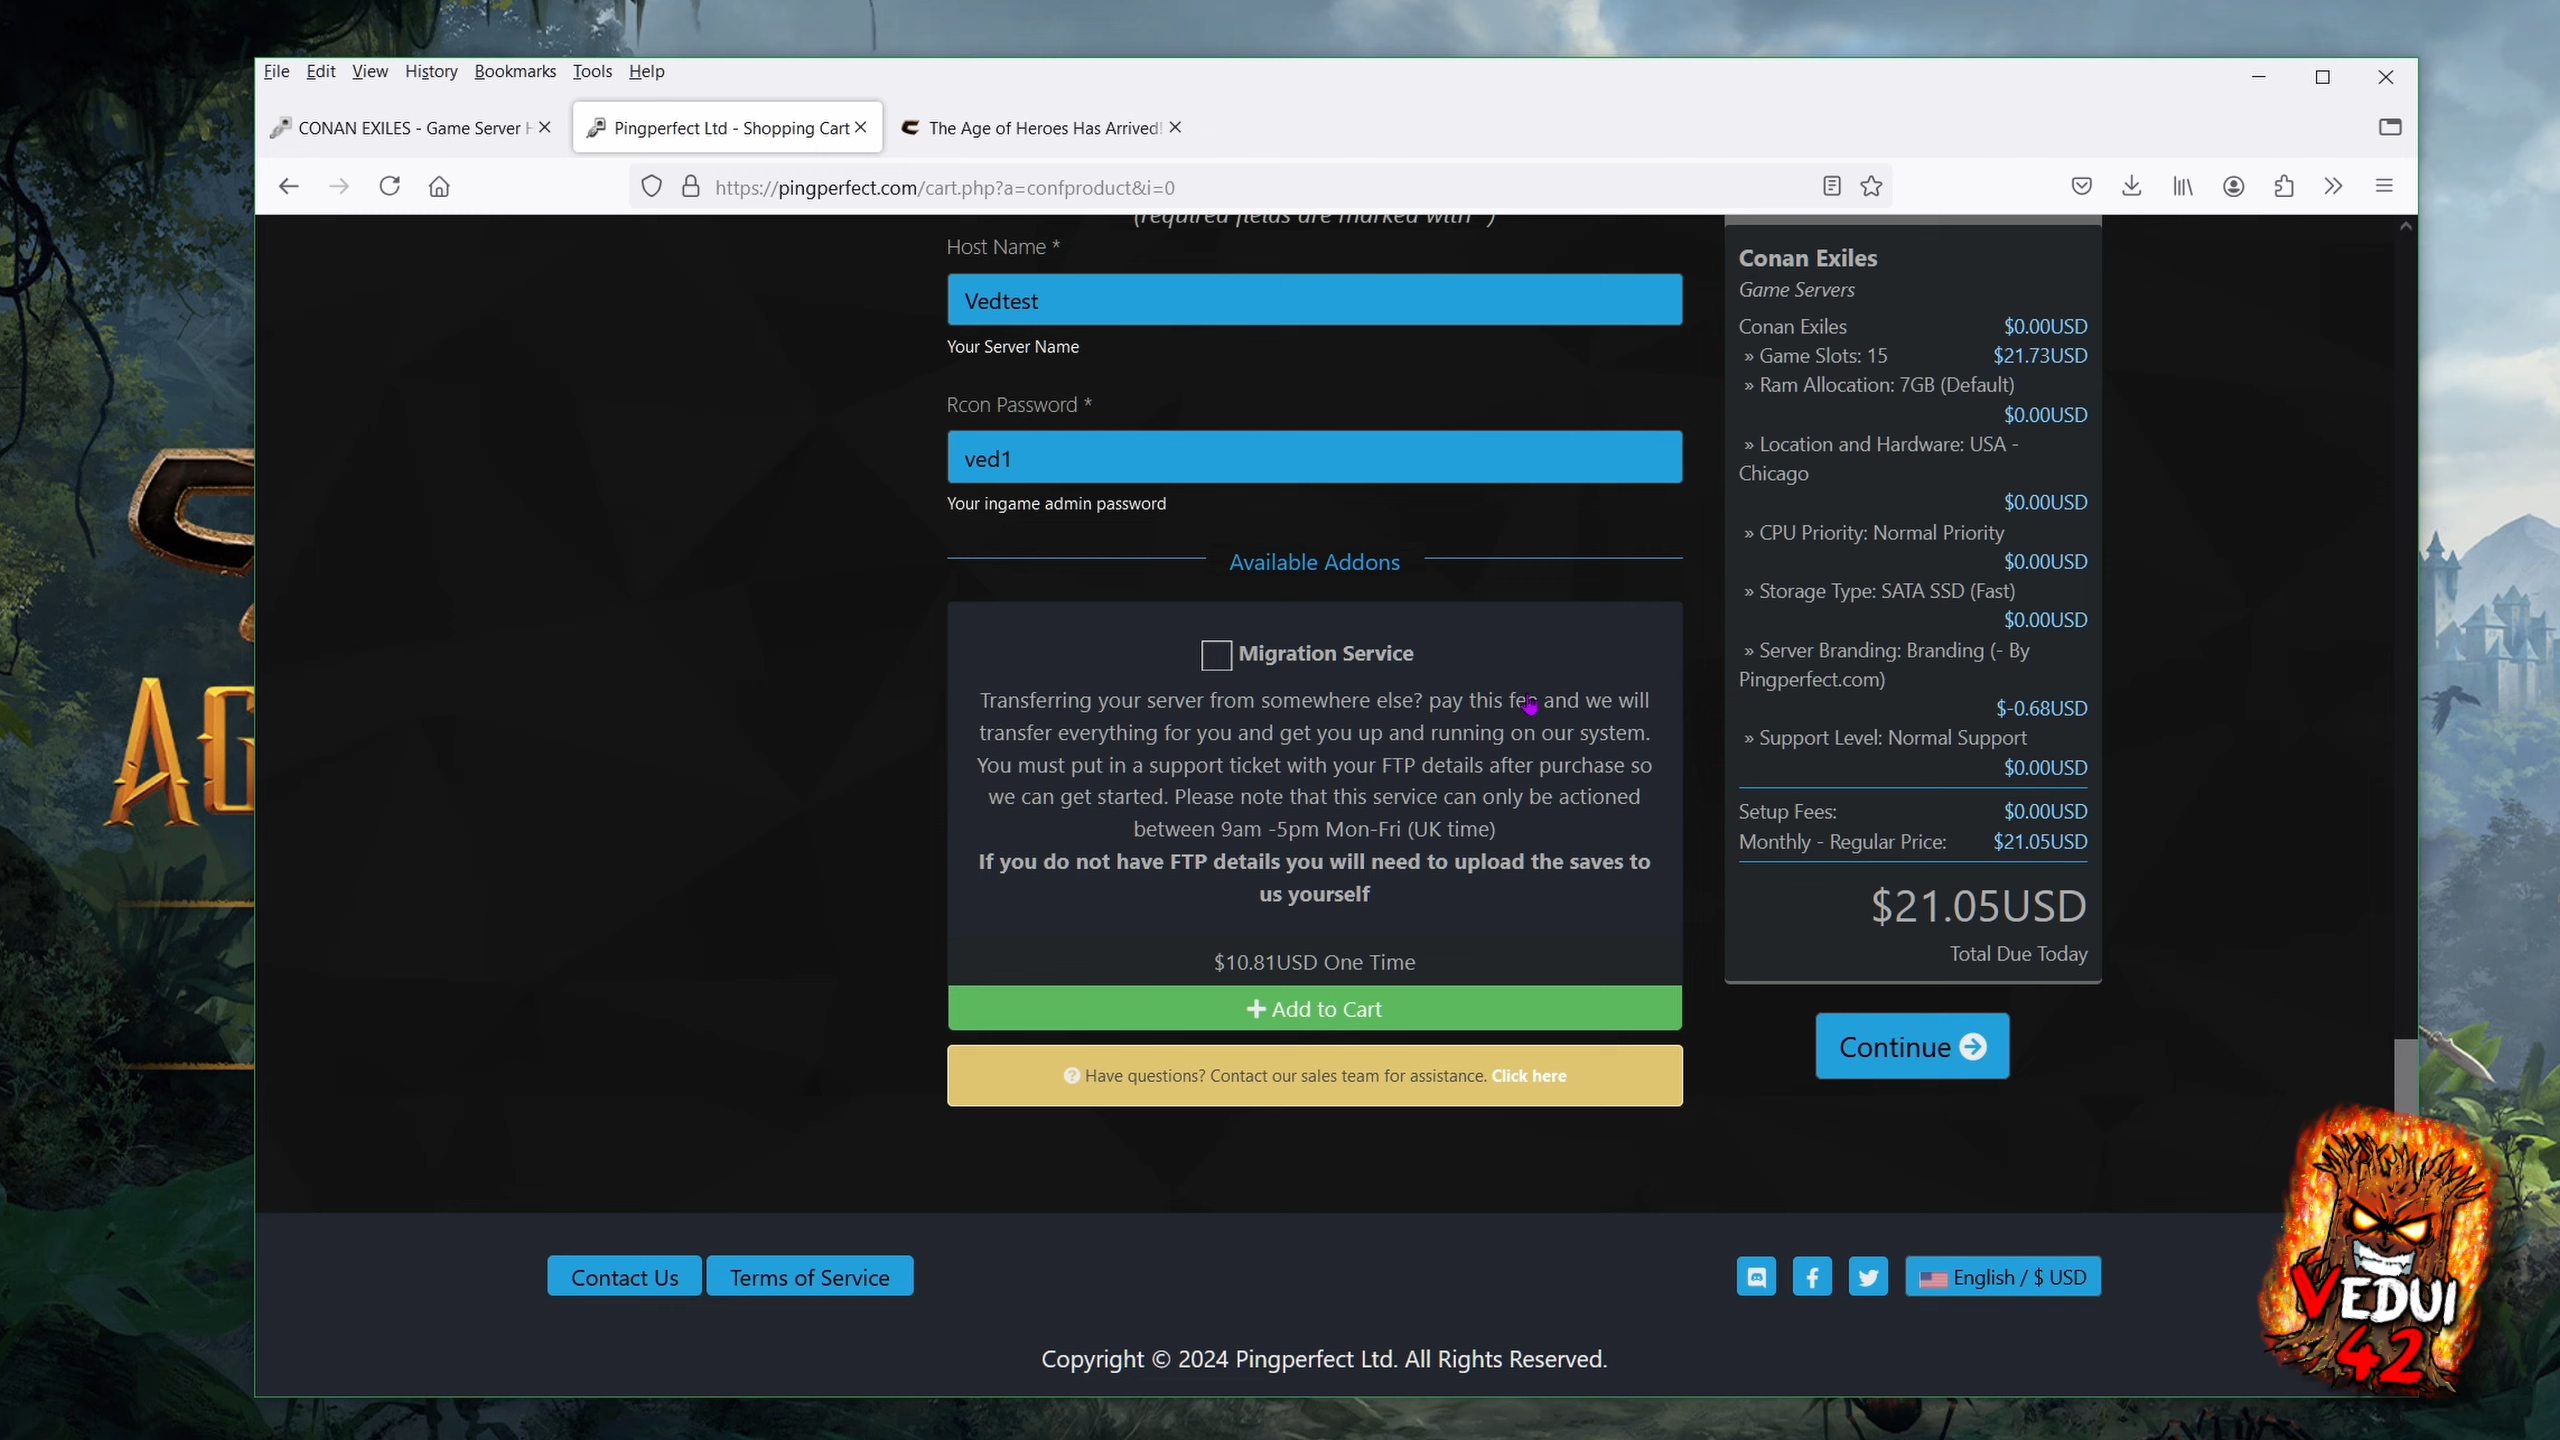 File Edit View History Bookmarks Tools Help
CONAN EXILES - Game Server H
Pingperfect Ltd - Shopping Cart
The Age of Heroes Has Arrived!
https://pingperfect.com/cart.php?a=confproduct&i=0
(required fields are marked with *)
Host Name *
Vedtest
Your Server Name
Rcon Password *
ved1
Your ingame admin password
Available Addons
Migration Service
Transferring your server from somewhere else? pay this fee and we will
transfer everything for you and get you up and running on our system.
You must put in a support ticket with your FTP details after purchase so
we can get started. Please note that this service can only be actioned
between 9am -5pm Mon-Fri (UK time)
If you do not have FTP details you will need to upload the saves to
us yourself
$10.81USD One Time
Add to Cart
Have questions? Contact our sales team for assistance. Click here
Conan Exiles
Game Servers
Conan Exiles $0.00USD
» Game Slots: 15 $21.73USD
» Ram Allocation: 7GB (Default)
$0.00USD
» Location and Hardware: USA -
Chicago
$0.00USD
» CPU Priority: Normal Priority
$0.00USD
» Storage Type: SATA SSD (Fast)
$0.00USD
» Server Branding: Branding (- By
Pingperfect.com)
$-0.68USD
» Support Level: Normal Support
$0.00USD
Setup Fees: $0.00USD
Monthly - Regular Price: $21.05USD
$21.05USD
Total Due Today
Continue
Contact Us
Terms of Service
English / $ USD
Copyright © 2024 Pingperfect Ltd. All Rights Reserved.
AG
VEDUI
42